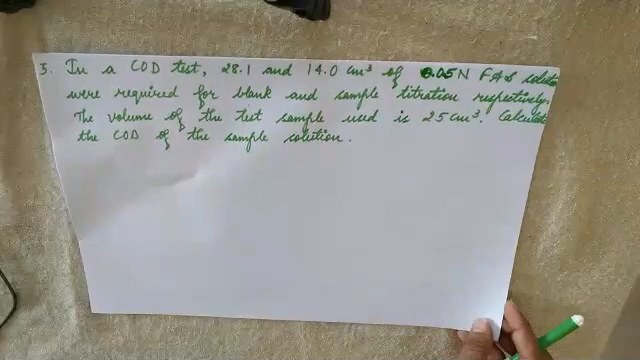 3. In a COD test, 28.1 and 14.0 cm³ of 0.05N FAS solution
were required for blank and sample titration respectively.
The volume of the test sample used is 25 cm³. Calculate
the COD of the sample solution.